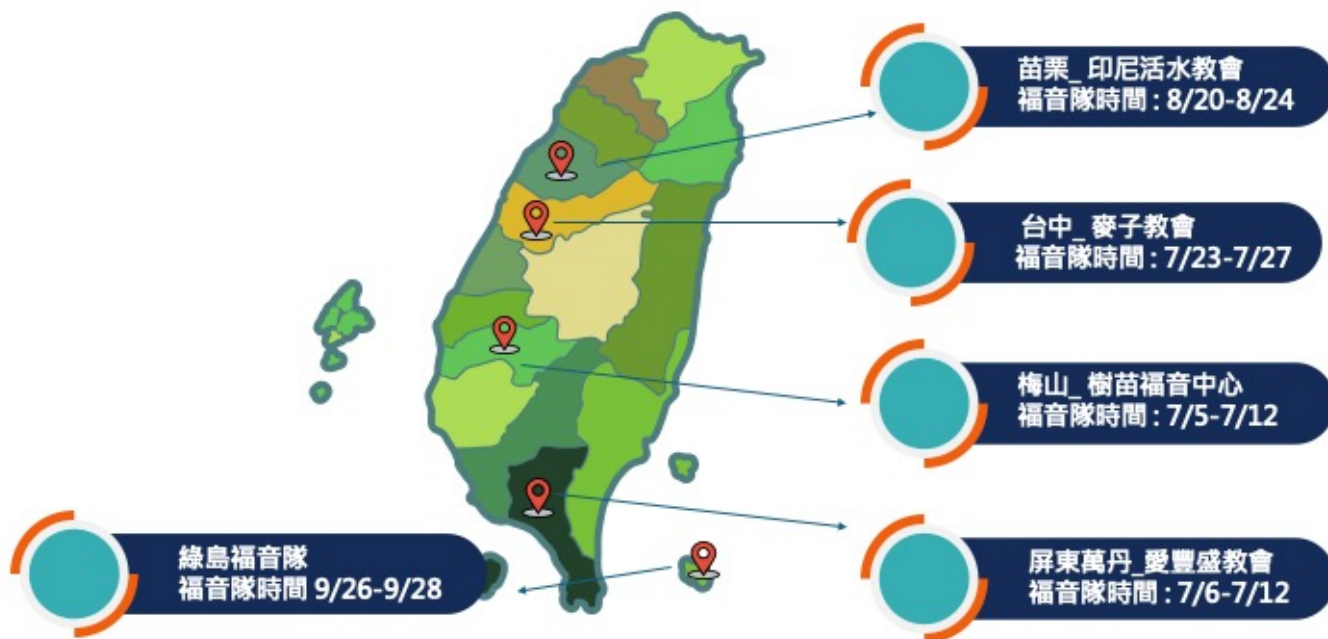 苗栗_ 印尼活水教會
福音隊時間 : 8/20-8/24
台中_ 麥子教會
福音隊時間 : 7/23-7/27
梅山_ 樹苗福音中心
福音隊時間 : 7/5-7/12
屏東萬丹_愛豐盛教會
福音隊時間 : 7/6-7/12
綠島福音隊
福音隊時間 9/26-9/28